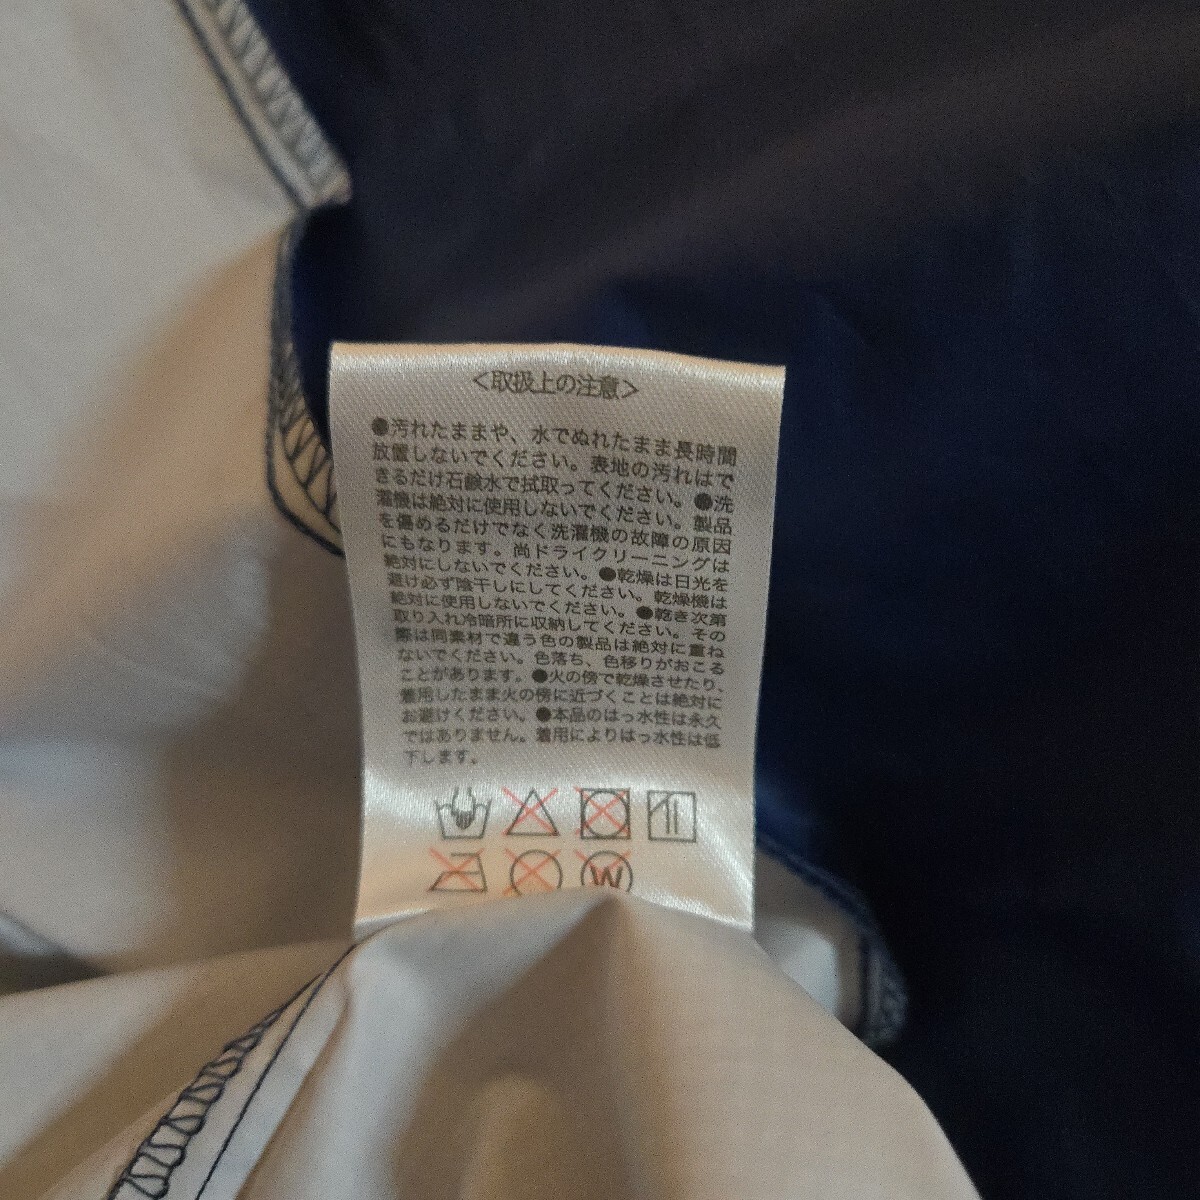 ＜取扱上の注意＞
●汚れたままや、水でぬれたまま長時間
放置しないでください。表地の汚れはで
きるだけ石鹸水で拭取ってください。●洗
濯機は絶対に使用しないでください。製品
を傷めるだけでなく洗濯機の故障の原因
にもなります。尚ドライクリーニングは
絶対にしないでください。●乾燥は日光を
避け必ず陰干しにしてください。乾燥機は
絶対に使用しないでください。●乾き次第
取り入れ冷暗所に収納してください。その
際は同素材で違う色の製品は絶対に重ね
ないでください。色落ち、色移りがおこる
ことがあります。●火の傍で乾燥させたり、
着用したまま火の傍に近づくことは絶対に
お避けください。●本品のはっ水性は永久
ではありません。着用によりはっ水性は低
下します。
W